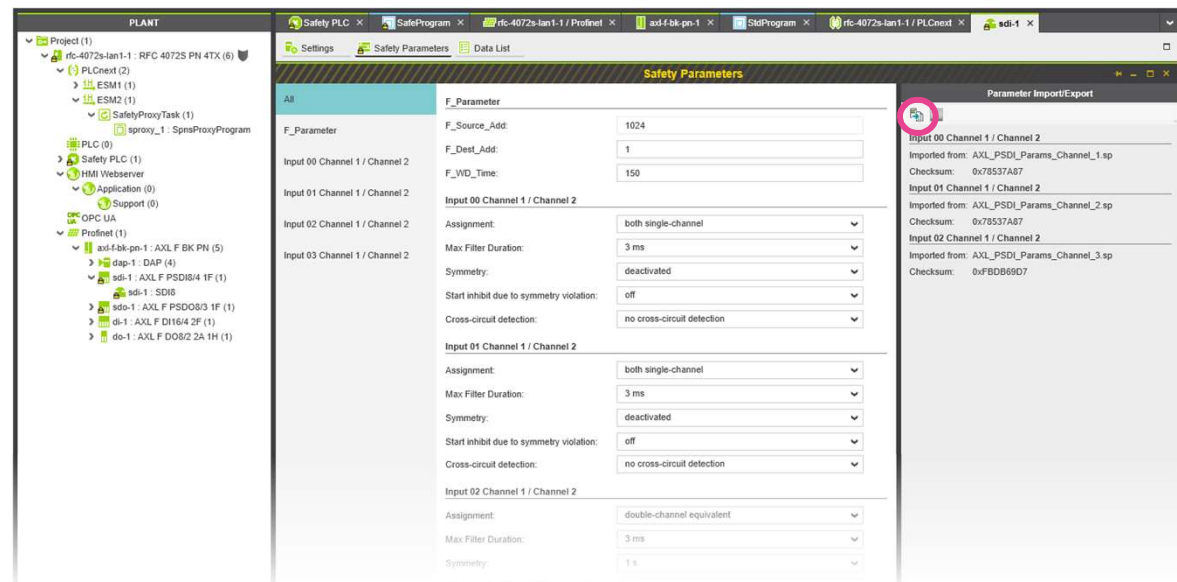 PLANT
Project (1)
rfc-4072s-lan1-1 : RFC 4072S PN 4TX (6)
PLCnext (2)
ESM1 (1)
ESM2 (1)
SafetyProxyTask (1)
sproxy_1 : SpnsProxyProgram
PLC (0)
Safety PLC (1)
HMI Webserver
Application (0)
Support (0)
OPC UA OPC UA
Profinet (1)
axl-f-bk-pn-1 : AXL F BK PN (5)
dap-1 : DAP (4)
sdi-1 : AXL F PSDI8/4 1F (1)
sdi-1 : SDI8
sdo-1 : AXL F PSDO8/3 1F (1)
di-1 : AXL F DI16/4 2F (1)
do-1 : AXL F DO8/2 2A 1H (1)
Safety PLC SafeProgram rfc-4072s-lan1-1 / Profinet axl-f-bk-pn-1 StdProgram rfc-4072s-lan1-1 / PLCnext sdi-1
Settings Safety Parameters Data List
Safety Parameters
All
F_Parameter
Input 00 Channel 1 / Channel 2
Input 01 Channel 1 / Channel 2
Input 02 Channel 1 / Channel 2
Input 03 Channel 1 / Channel 2
F_Parameter
F_Source_Add: 1024
F_Dest_Add: 1
F_WD_Time: 150
Input 00 Channel 1 / Channel 2
Assignment: both single-channel
Max Filter Duration: 3 ms
Symmetry: deactivated
Start inhibit due to symmetry violation: off
Cross-circuit detection: no cross-circuit detection
Input 01 Channel 1 / Channel 2
Assignment: both single-channel
Max Filter Duration: 3 ms
Symmetry: deactivated
Start inhibit due to symmetry violation: off
Cross-circuit detection: no cross-circuit detection
Input 02 Channel 1 / Channel 2
Assignment: double-channel equivalent
Max Filter Duration: 3 ms
Symmetry: 1 s
Parameter Import/Export
Input 00 Channel 1 / Channel 2
Imported from: AXL_PSDI_Params_Channel_1.sp
Checksum: 0x78537A87
Input 01 Channel 1 / Channel 2
Imported from: AXL_PSDI_Params_Channel_2.sp
Checksum: 0x78537A87
Input 02 Channel 1 / Channel 2
Imported from: AXL_PSDI_Params_Channel_3.sp
Checksum: 0xFBDB69D7